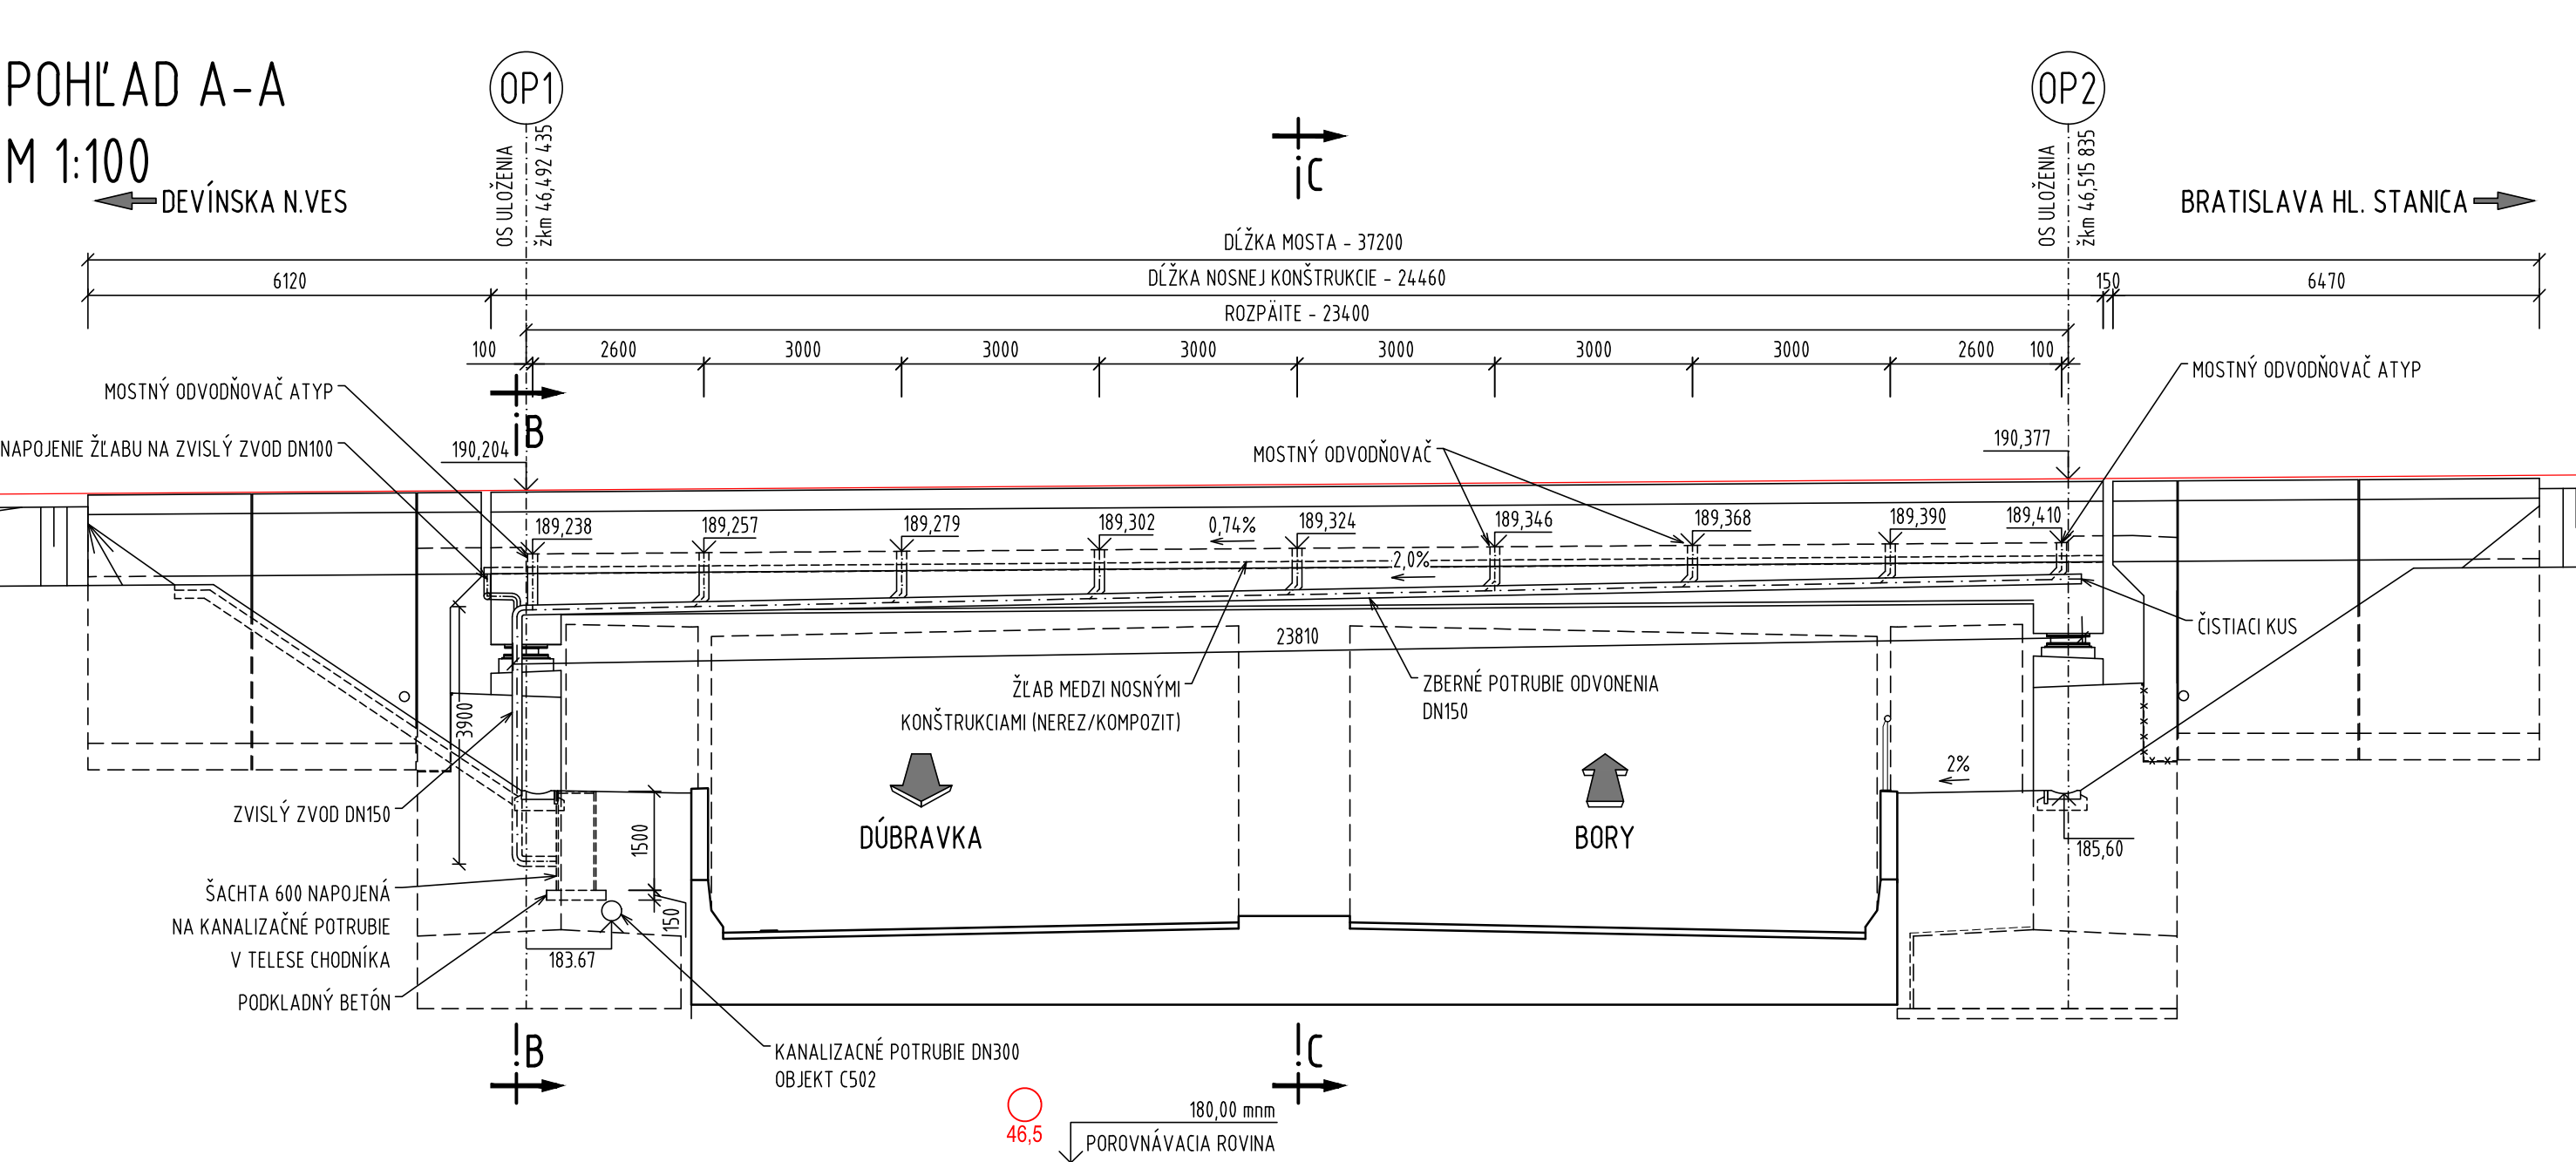 POHĽAD A-A
M 1:100
OP1
OP2
OS ULOŽENIA
žkm 46,492 435
OS ULOŽENIA
žkm 46,515 835
C
DEVÍNSKA N.VES
BRATISLAVA HL. STANICA
DĹŽKA MOSTA - 37200
6120
DĹŽKA NOSNEJ KONŠTRUKCIE - 24460
150
6470
ROZPÄITE - 23400
100
2600
3000
3000
3000
3000
3000
3000
2600
100
MOSTNÝ ODVODŇOVAČ ATYP
MOSTNÝ ODVODŇOVAČ ATYP
B
NAPOJENIE ŽĽABU NA ZVISLÝ ZVOD DN100
190,204
MOSTNÝ ODVODŇOVAČ
190,377
189,238
189,257
189,279
189,302
0,74%
189,324
189,346
189,368
189,390
189,410
2,0%
23810
ČISTIACI KUS
ŽĽAB MEDZI NOSNÝMI
KONŠTRUKCIAMI (NEREZ/KOMPOZIT)
ZBERNÉ POTRUBIE ODVONENIA
DN150
3900
2%
ZVISLÝ ZVOD DN150
DÚBRAVKA
BORY
1500
185,60
ŠACHTA 600 NAPOJENÁ
NA KANALIZAČNÉ POTRUBIE
V TELESE CHODNÍKA
150
183.67
PODKLADNÝ BETÓN
B
KANALIZACNÉ POTRUBIE DN300
OBJEKT C502
C
46,5
180,00 mnm
POROVNÁVACIA ROVINA